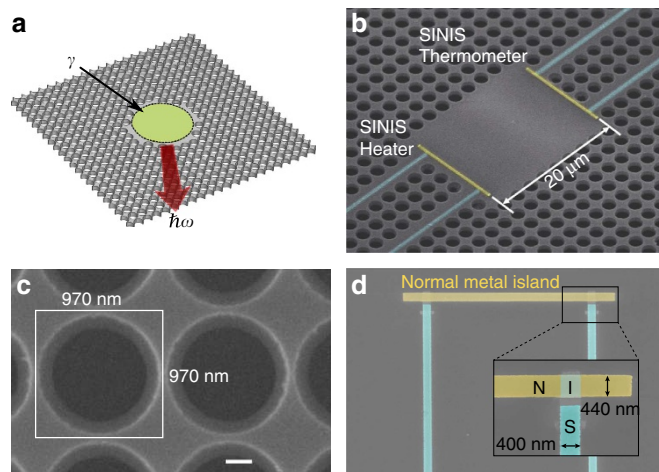 a
γ
ħω
b
SINIS
Thermometer
SINIS
Heater
20 µm
c
970 nm
970 nm
d
Normal metal island
N
I
440 nm
S
400 nm